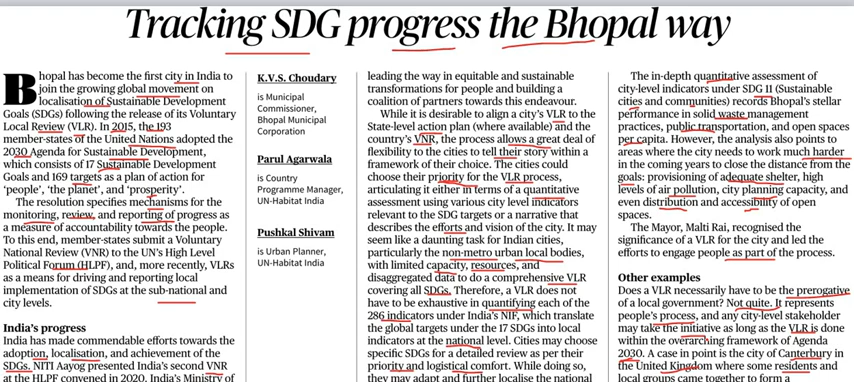 Tracking SDG progress the Bhopal way
Bhopal has become the first city in India to
join the growing global movement on
localisation of Sustainable Development
Goals (SDGs) following the release of its Voluntary
Local Review (VLR). In 2015, the 193
member-states of the United Nations adopted the
2030 Agenda for Sustainable Development,
which consists of 17 Sustainable Development
Goals and 169 targets as a plan of action for
‘people’, ‘the planet’, and ‘prosperity’.
The resolution specifies mechanisms for the
monitoring, review, and reporting of progress as
a measure of accountability towards the people.
To this end, member-states submit a Voluntary
National Review (VNR) to the UN’s High Level
Political Forum (HLPF), and, more recently, VLRs
as a means for driving and reporting local
implementation of SDGs at the sub-national and
city levels.
India’s progress
India has made commendable efforts towards the
adoption, localisation, and achievement of the
SDGs. NITI Aayog presented India’s second VNR
at the HLPF convened in 2020. India’s Ministry of
K.V.S. Choudary
is Municipal
Commissioner,
Bhopal Municipal
Corporation
Parul Agarwala
is Country
Programme Manager,
UN-Habitat India
Pushkal Shivam
is Urban Planner,
UN-Habitat India
leading the way in equitable and sustainable
transformations for people and building a
coalition of partners towards this endeavour.
While it is desirable to align a city’s VLR to the
State-level action plan (where available) and the
country’s VNR, the process allows a great deal of
flexibility to the cities to tell their story within a
framework of their choice. The cities could
choose their priority for the VLR process,
articulating it either in terms of a quantitative
assessment using various city level indicators
relevant to the SDG targets or a narrative that
describes the efforts and vision of the city. It may
seem like a daunting task for Indian cities,
particularly the non-metro urban local bodies,
with limited capacity, resources, and
disaggregated data to do a comprehensive VLR
covering all SDGs. Therefore, a VLR does not
have to be exhaustive in quantifying each of the
286 indicators under India’s NIF, which translate
the global targets under the 17 SDGs into local
indicators at the national level. Cities may choose
specific SDGs for a detailed review as per their
priority and logistical comfort. While doing so,
they may adapt and further localise the national
The in-depth quantitative assessment of
city-level indicators under SDG 11 (Sustainable
cities and communities) records Bhopal’s stellar
performance in solid waste management
practices, public transportation, and open spaces
per capita. However, the analysis also points to
areas where the city needs to work much harder
in the coming years to close the distance from the
goals: provisioning of adequate shelter, high
levels of air pollution, city planning capacity, and
even distribution and accessibility of open
spaces.
The Mayor, Malti Rai, recognised the
significance of a VLR for the city and led the
efforts to engage people as part of the process.
Other examples
Does a VLR necessarily have to be the prerogative
of a local government? Not quite. It represents
people’s process, and any city-level stakeholder
may take the initiative as long as the VLR is done
within the overarching framework of Agenda
2030. A case in point is the city of Canterbury in
the United Kingdom where some residents and
local groups came together to form a